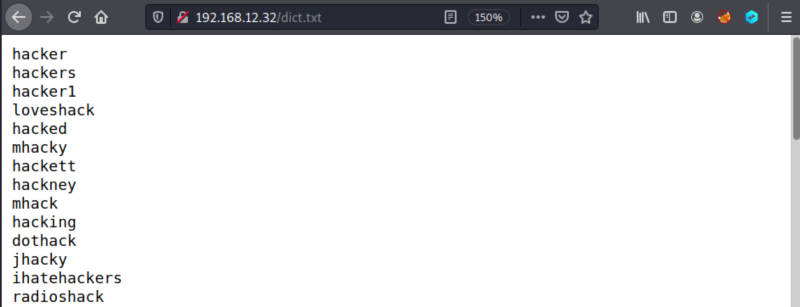 192.168.12.32/dict.txt
150%
hacker
hackers
hacker1
loveshack
hacked
mhacky
hackett
hackney
mhack
hacking
dothack
jhacky
ihatehackers
radioshack